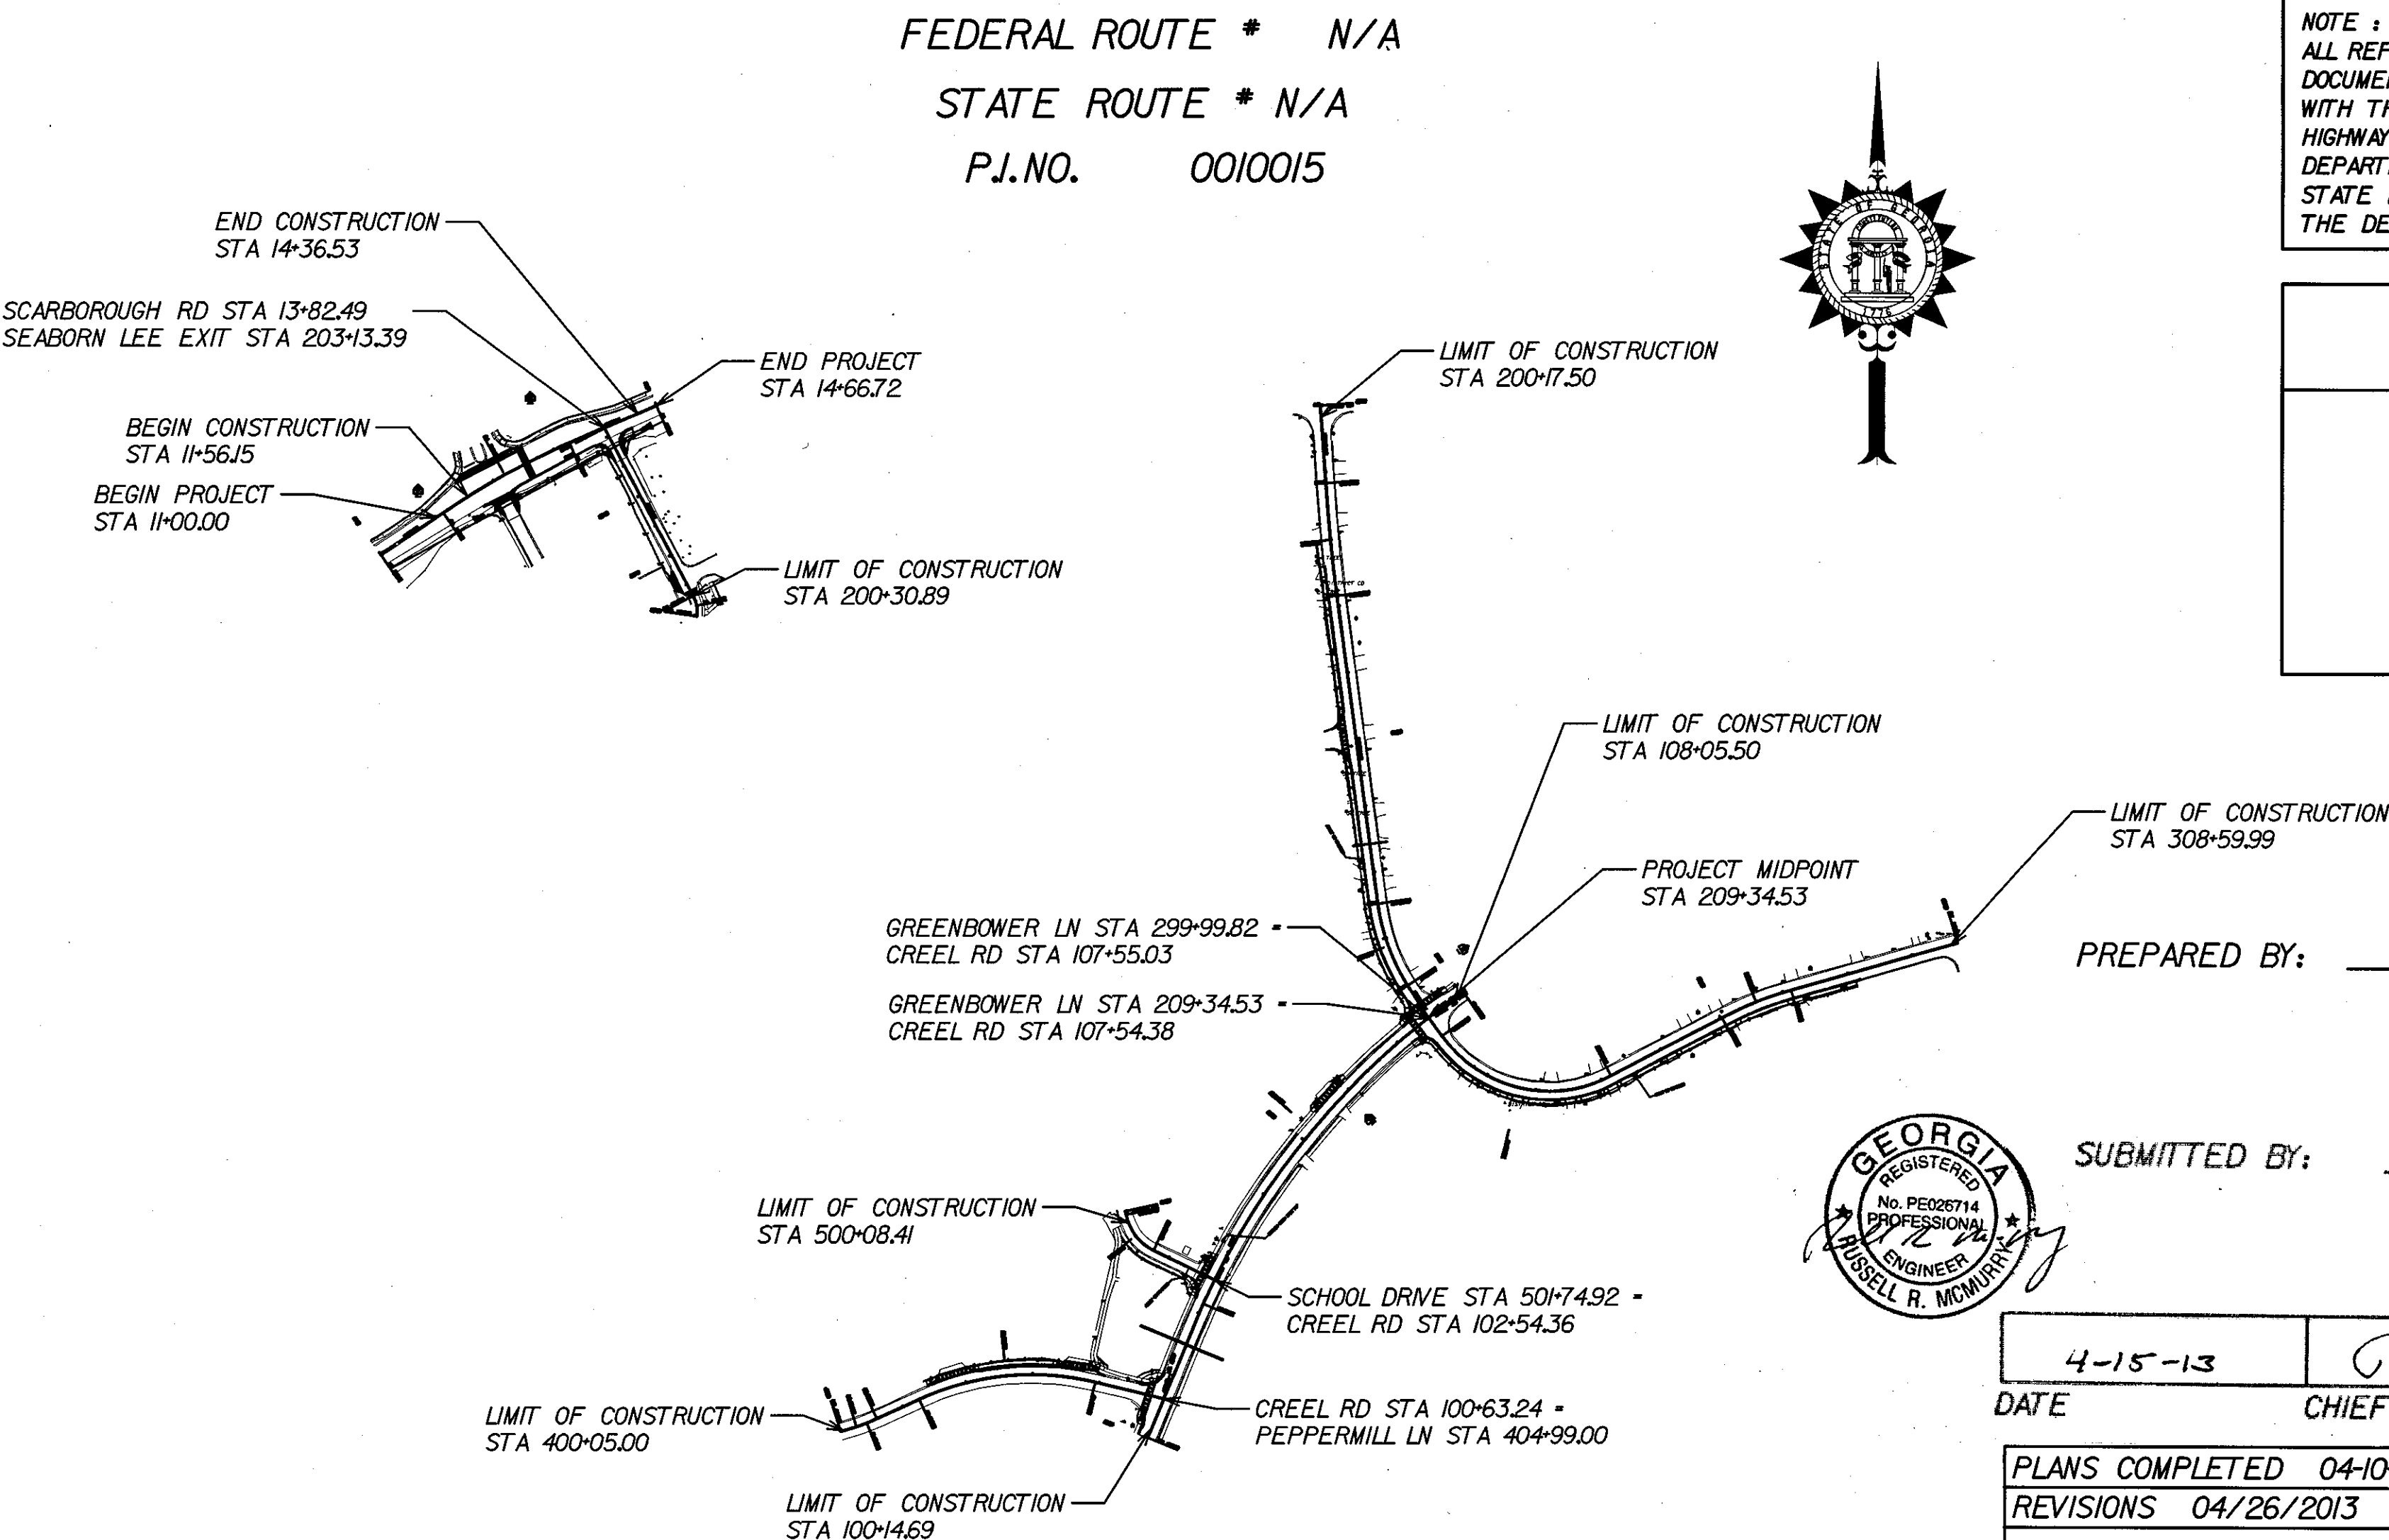 FEDERAL ROUTE # N/A
STATE ROUTE # N/A
P.I.NO. 0010015
NOTE :
ALL REF
DOCUME
WITH TH
HIGHWAY
DEPART
STATE
THE DE
END CONSTRUCTION
STA 14+36.53
SCARBOROUGH RD STA 13+82.49
SEABORN LEE EXIT STA 203+13.39
END PROJECT
STA 14+66.72
BEGIN CONSTRUCTION
STA 11+56.15
BEGIN PROJECT
STA 11+00.00
LIMIT OF CONSTRUCTION
STA 200+30.89
STATE OF GEORGIA
CONSTITUTION
1776
LIMIT OF CONSTRUCTION
STA 200+17.50
LIMIT OF CONSTRUCTION
STA 108+05.50
LIMIT OF CONSTRUCTION
STA 308+59.99
PROJECT MIDPOINT
STA 209+34.53
GREENBOWER LN STA 299+99.82 =
CREEL RD STA 107+55.03
GREENBOWER LN STA 209+34.53 =
CREEL RD STA 107+54.38
PREPARED BY:
SUBMITTED BY:
GEORGIA
REGISTERED
No. PE026714
PROFESSIONAL
ENGINEER
RUSSELL R. MCMURRY
LIMIT OF CONSTRUCTION
STA 500+08.41
SCHOOL DRIVE STA 501+74.92 =
CREEL RD STA 102+54.36
LIMIT OF CONSTRUCTION
STA 400+05.00
CREEL RD STA 100+63.24 =
PEPPERMILL LN STA 404+99.00
LIMIT OF CONSTRUCTION
STA 100+14.69
4-15-13
DATE
CHIEF
PLANS COMPLETED 04-10-
REVISIONS 04/26/2013